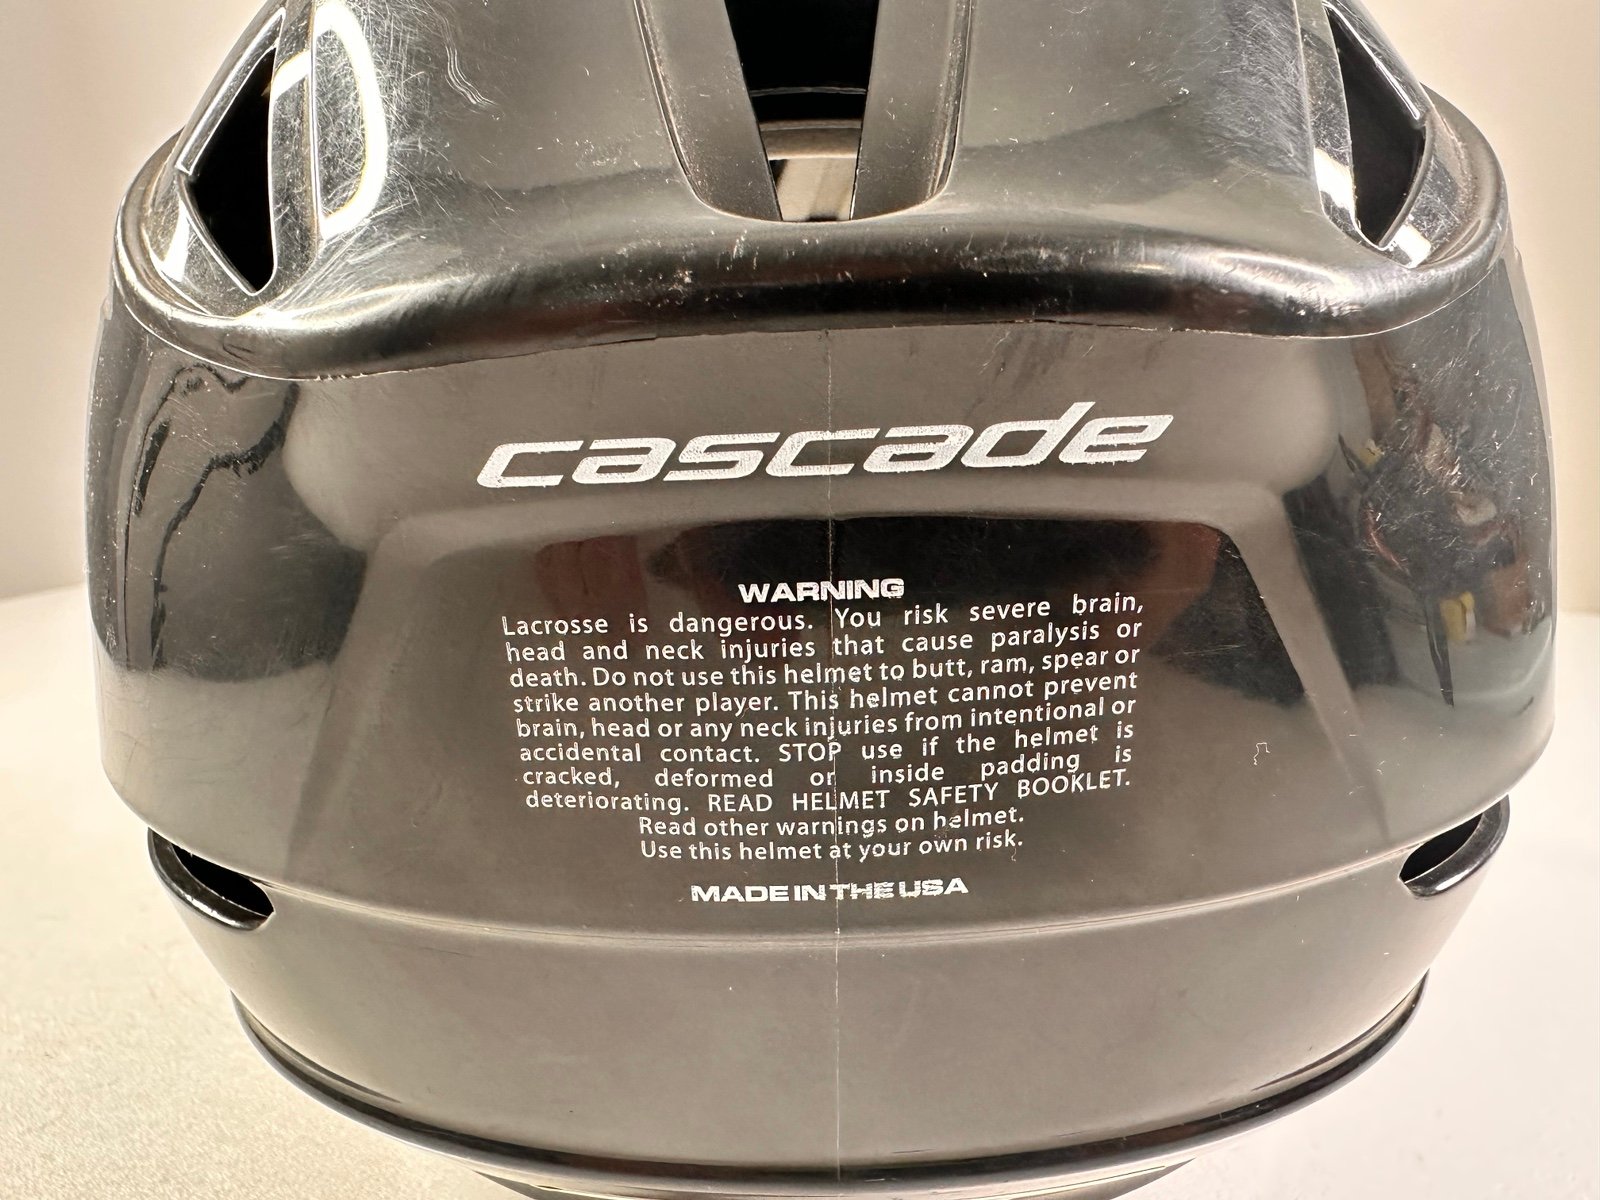 cascade
WARNING
Lacrosse is dangerous. You risk severe brain,
head and neck injuries that cause paralysis or
death. Do not use this helmet to butt, ram, spear or
strike another player. This helmet cannot prevent
brain, head or any neck injuries from intentional or
accidental contact. STOP use if the helmet is
cracked, deformed or inside padding is
deteriorating. READ HELMET SAFETY BOOKLET.
Read other warnings on helmet.
Use this helmet at your own risk.
MADE IN THE USA